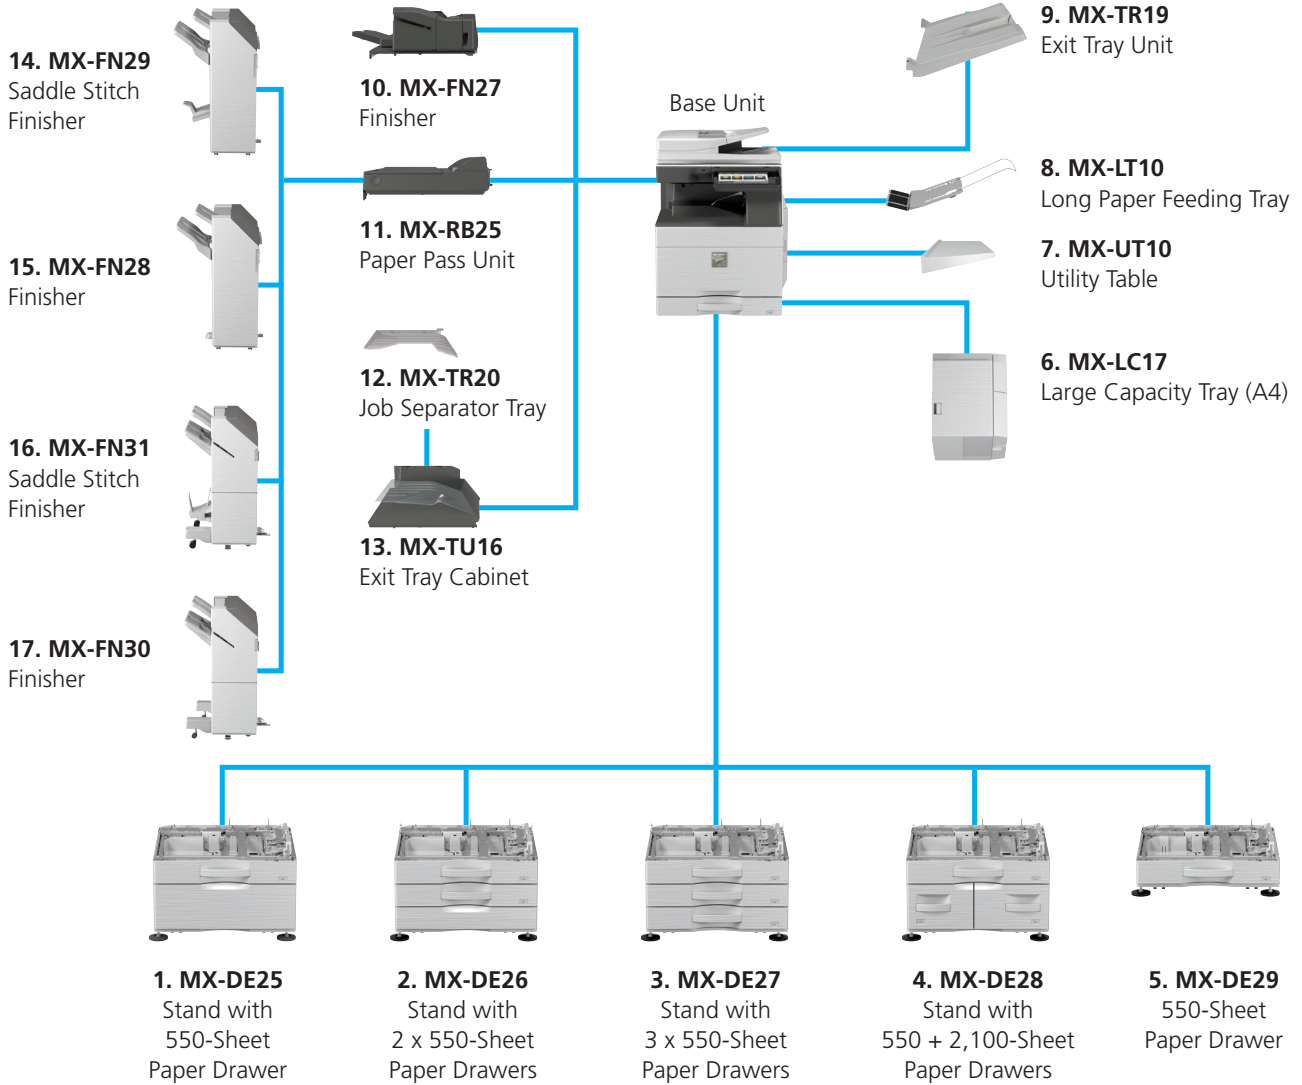 14. MX-FN29
Saddle Stitch
Finisher
10. MX-FN27
Finisher
9. MX-TR19
Exit Tray Unit
Base Unit
8. MX-LT10
Long Paper Feeding Tray
11. MX-RB25
Paper Pass Unit
15. MX-FN28
Finisher
7. MX-UT10
Utility Table
12. MX-TR20
Job Separator Tray
6. MX-LC17
Large Capacity Tray (A4)
16. MX-FN31
Saddle Stitch
Finisher
13. MX-TU16
Exit Tray Cabinet
17. MX-FN30
Finisher
1. MX-DE25
Stand with
550-Sheet
Paper Drawer
2. MX-DE26
Stand with
2 x 550-Sheet
Paper Drawers
3. MX-DE27
Stand with
3 x 550-Sheet
Paper Drawers
4. MX-DE28
Stand with
550 + 2,100-Sheet
Paper Drawers
5. MX-DE29
550-Sheet
Paper Drawer